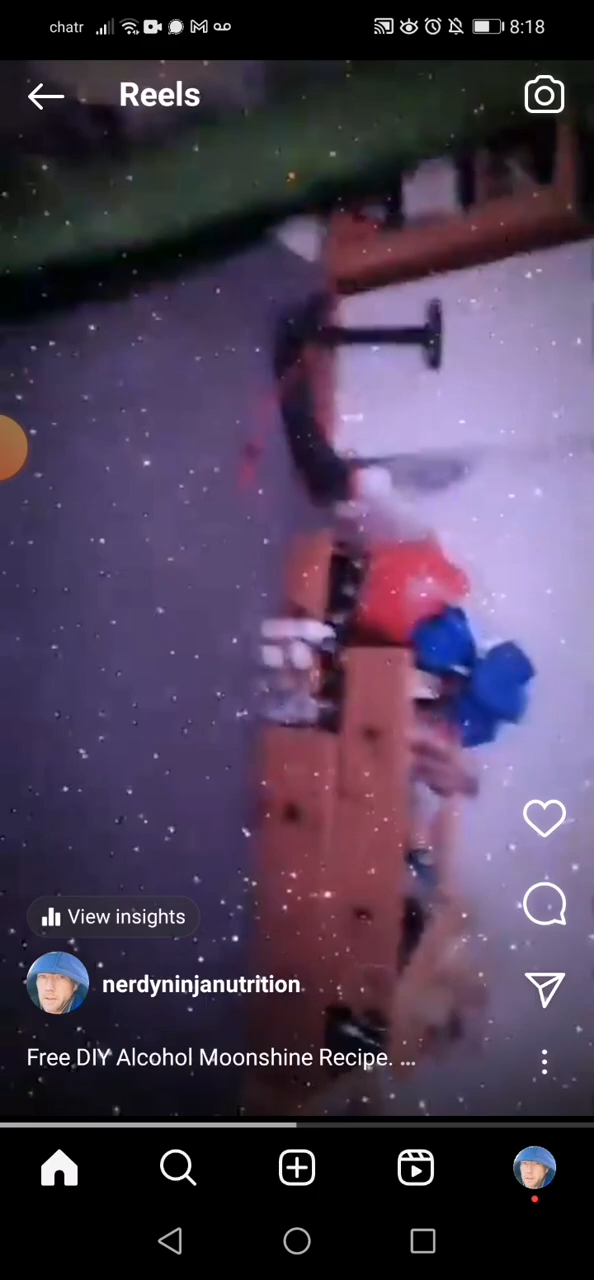 chatr 8:18
Reels
View insights
nerdyninjanutrition
Free DIY Alcohol Moonshine Recipe. ...